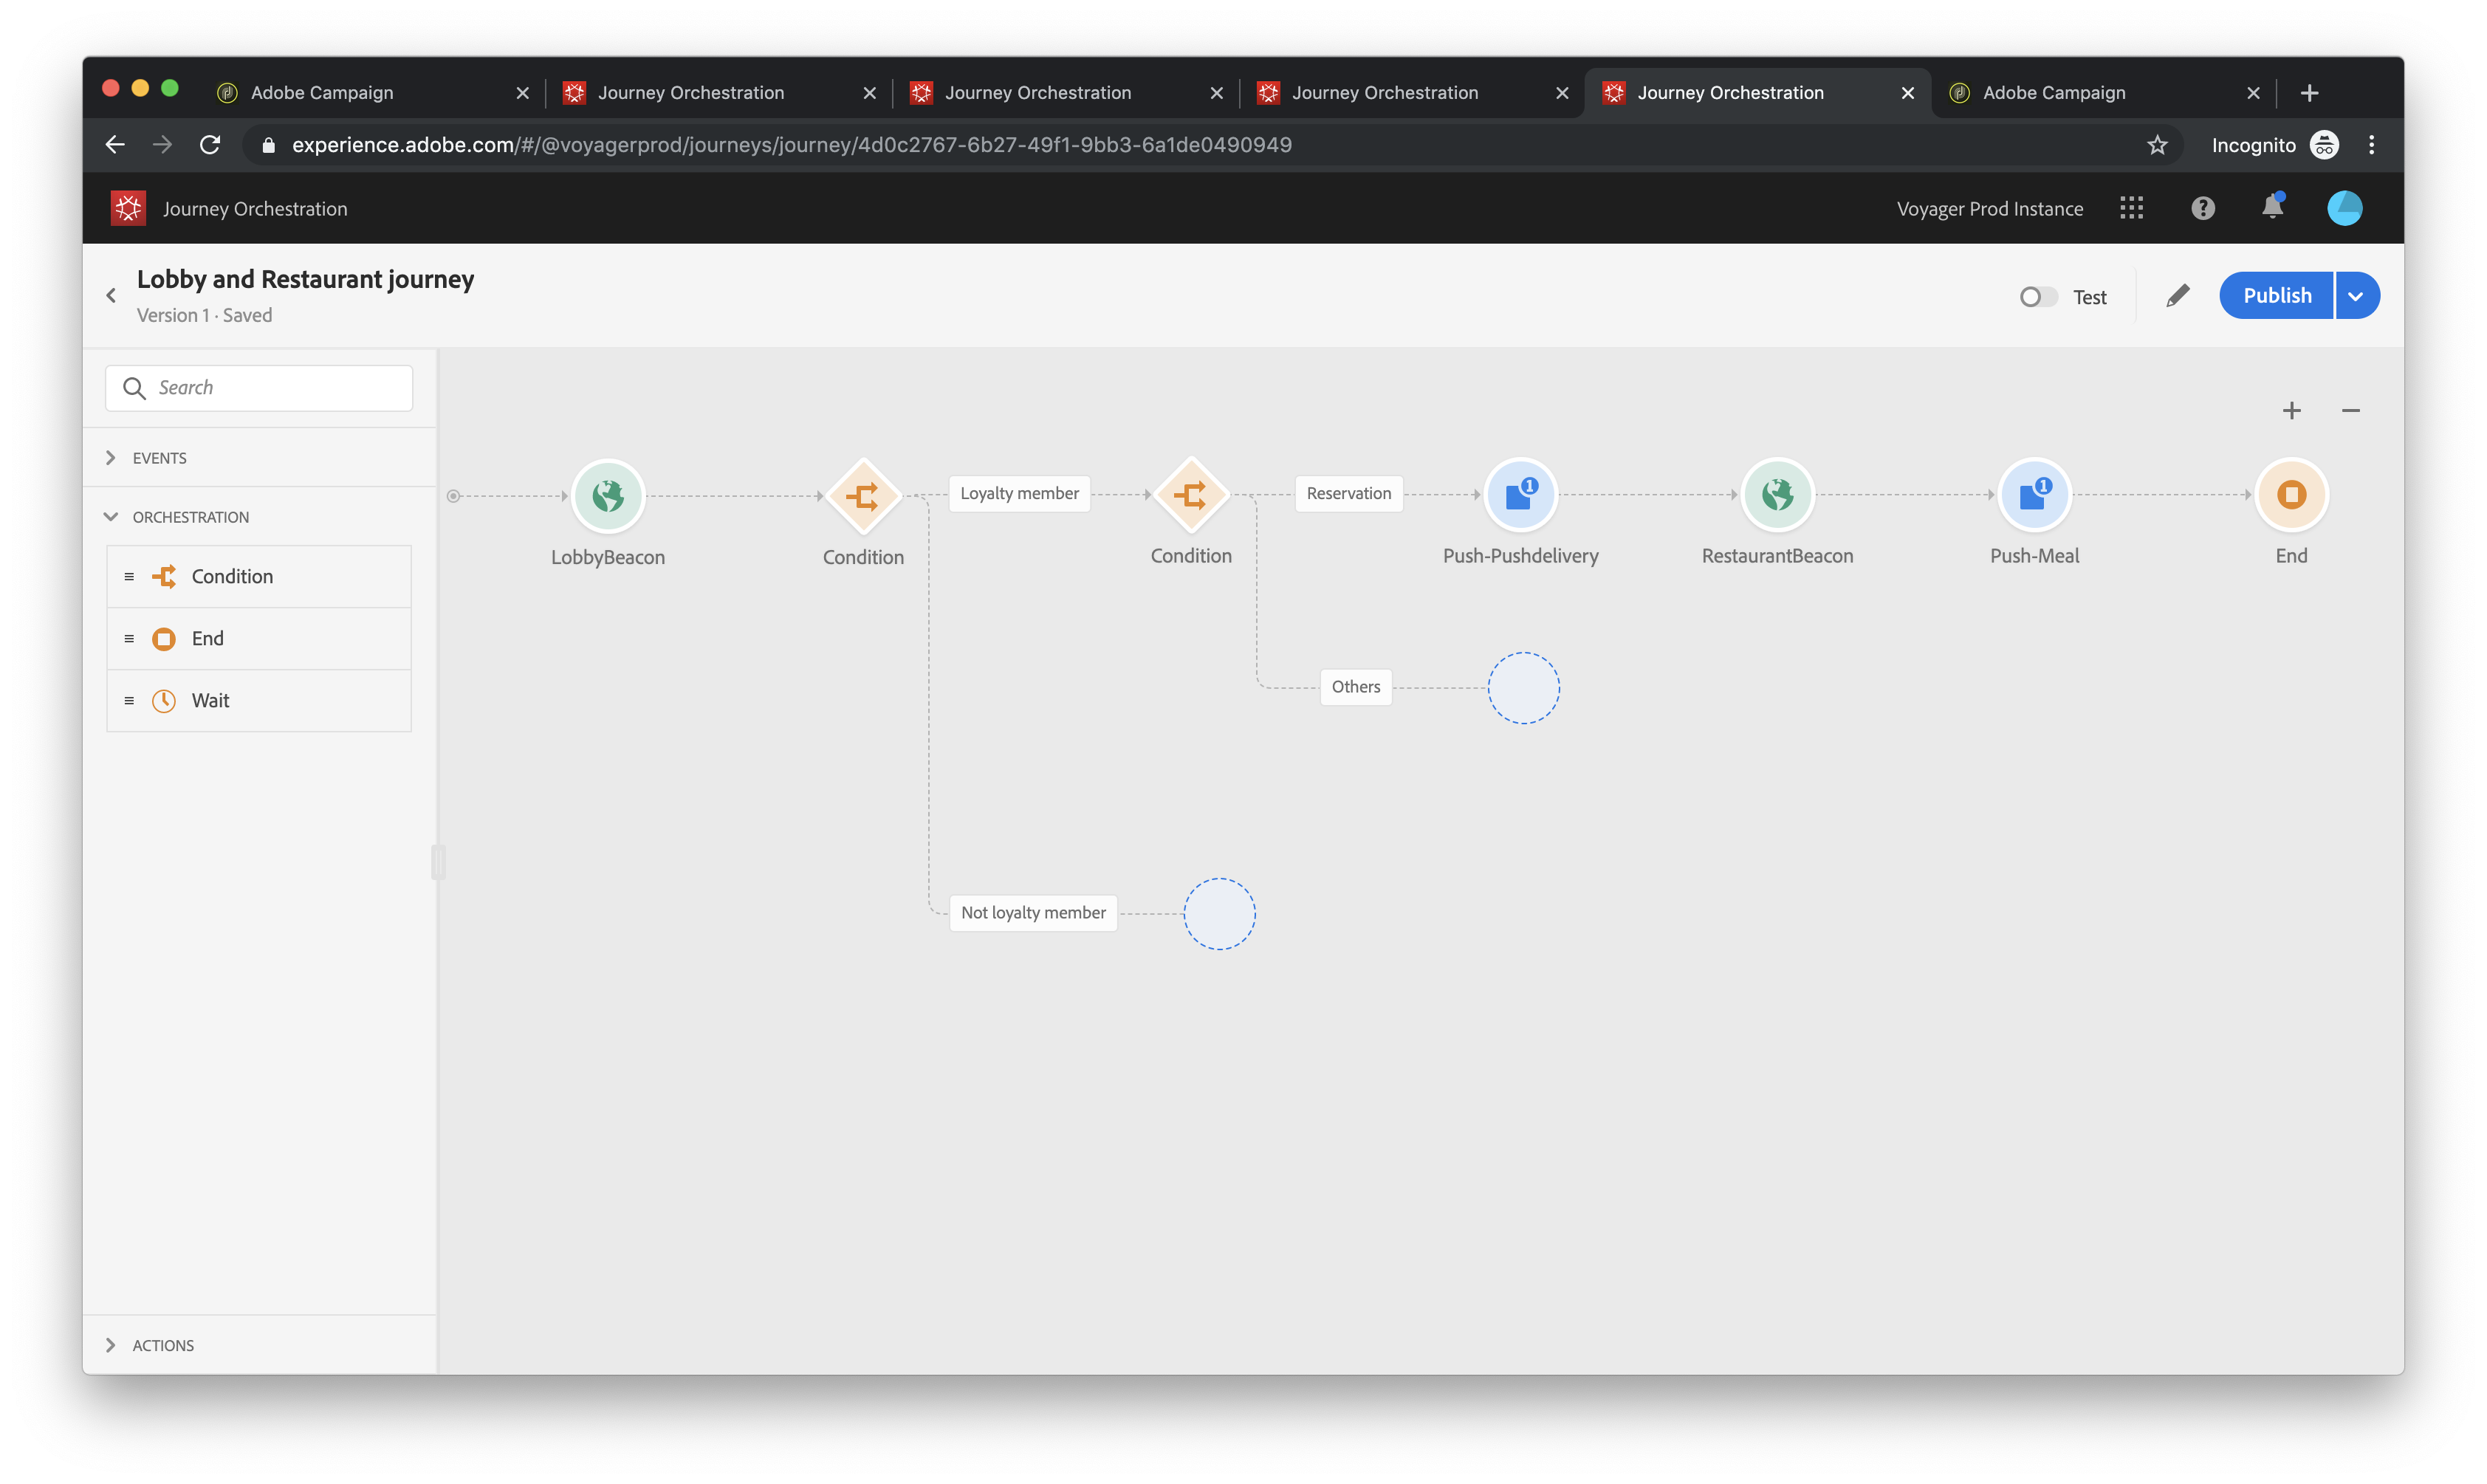 Adobe Campaign
Journey Orchestration
Journey Orchestration
Journey Orchestration
Journey Orchestration
Adobe Campaign
experience.adobe.com/#/@voyagerprod/journeys/journey/4d0c2767-6b27-49f1-9bb3-6a1de0490949
Incognito
Journey Orchestration
Voyager Prod Instance
Lobby and Restaurant journey
Version 1 · Saved
Test
Publish
Search
EVENTS
ORCHESTRATION
Condition
End
Wait
ACTIONS
Loyalty member
Reservation
1
1
LobbyBeacon
Condition
Condition
Push-Pushdelivery
RestaurantBeacon
Push-Meal
End
Others
Not loyalty member